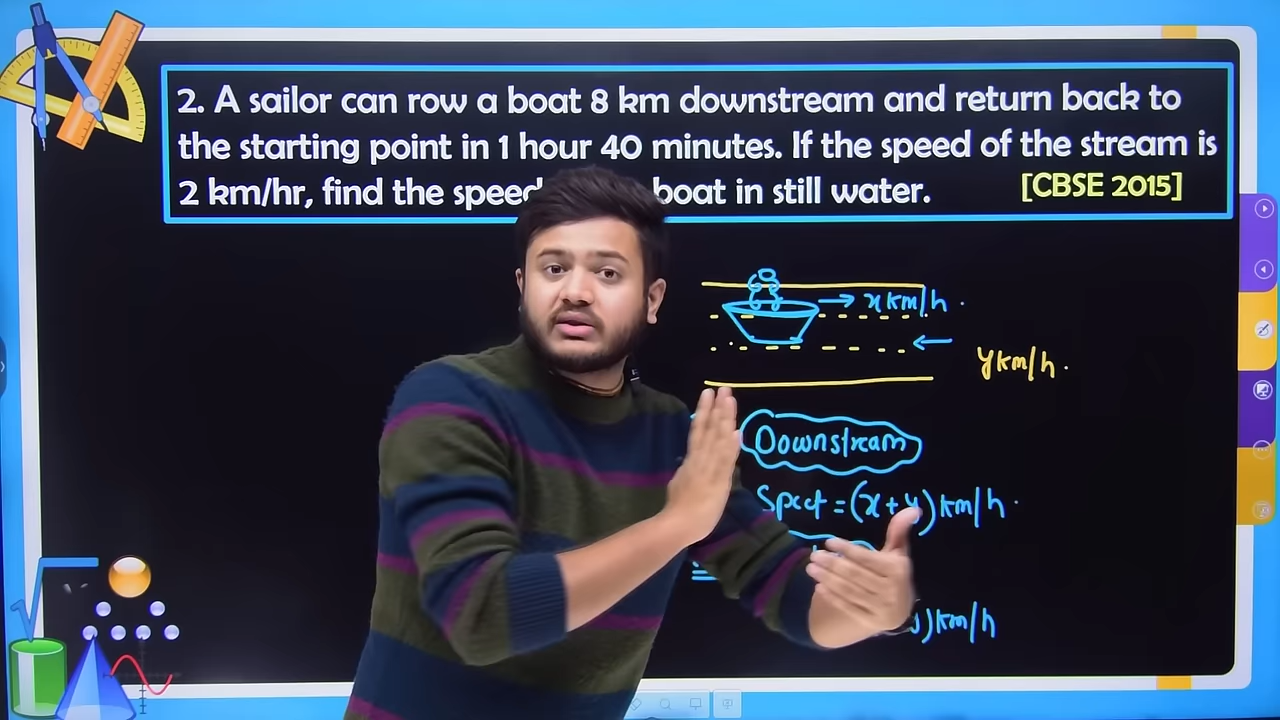 2. A sailor can row a boat 8 km downstream and return back to
the starting point in 1 hour 40 minutes. If the speed of the stream is
2 km/hr, find the speed boat in still water. [CBSE 2015]
x km/h.
y km/h.
Downstream
= (x+y) km/h.
) km/h